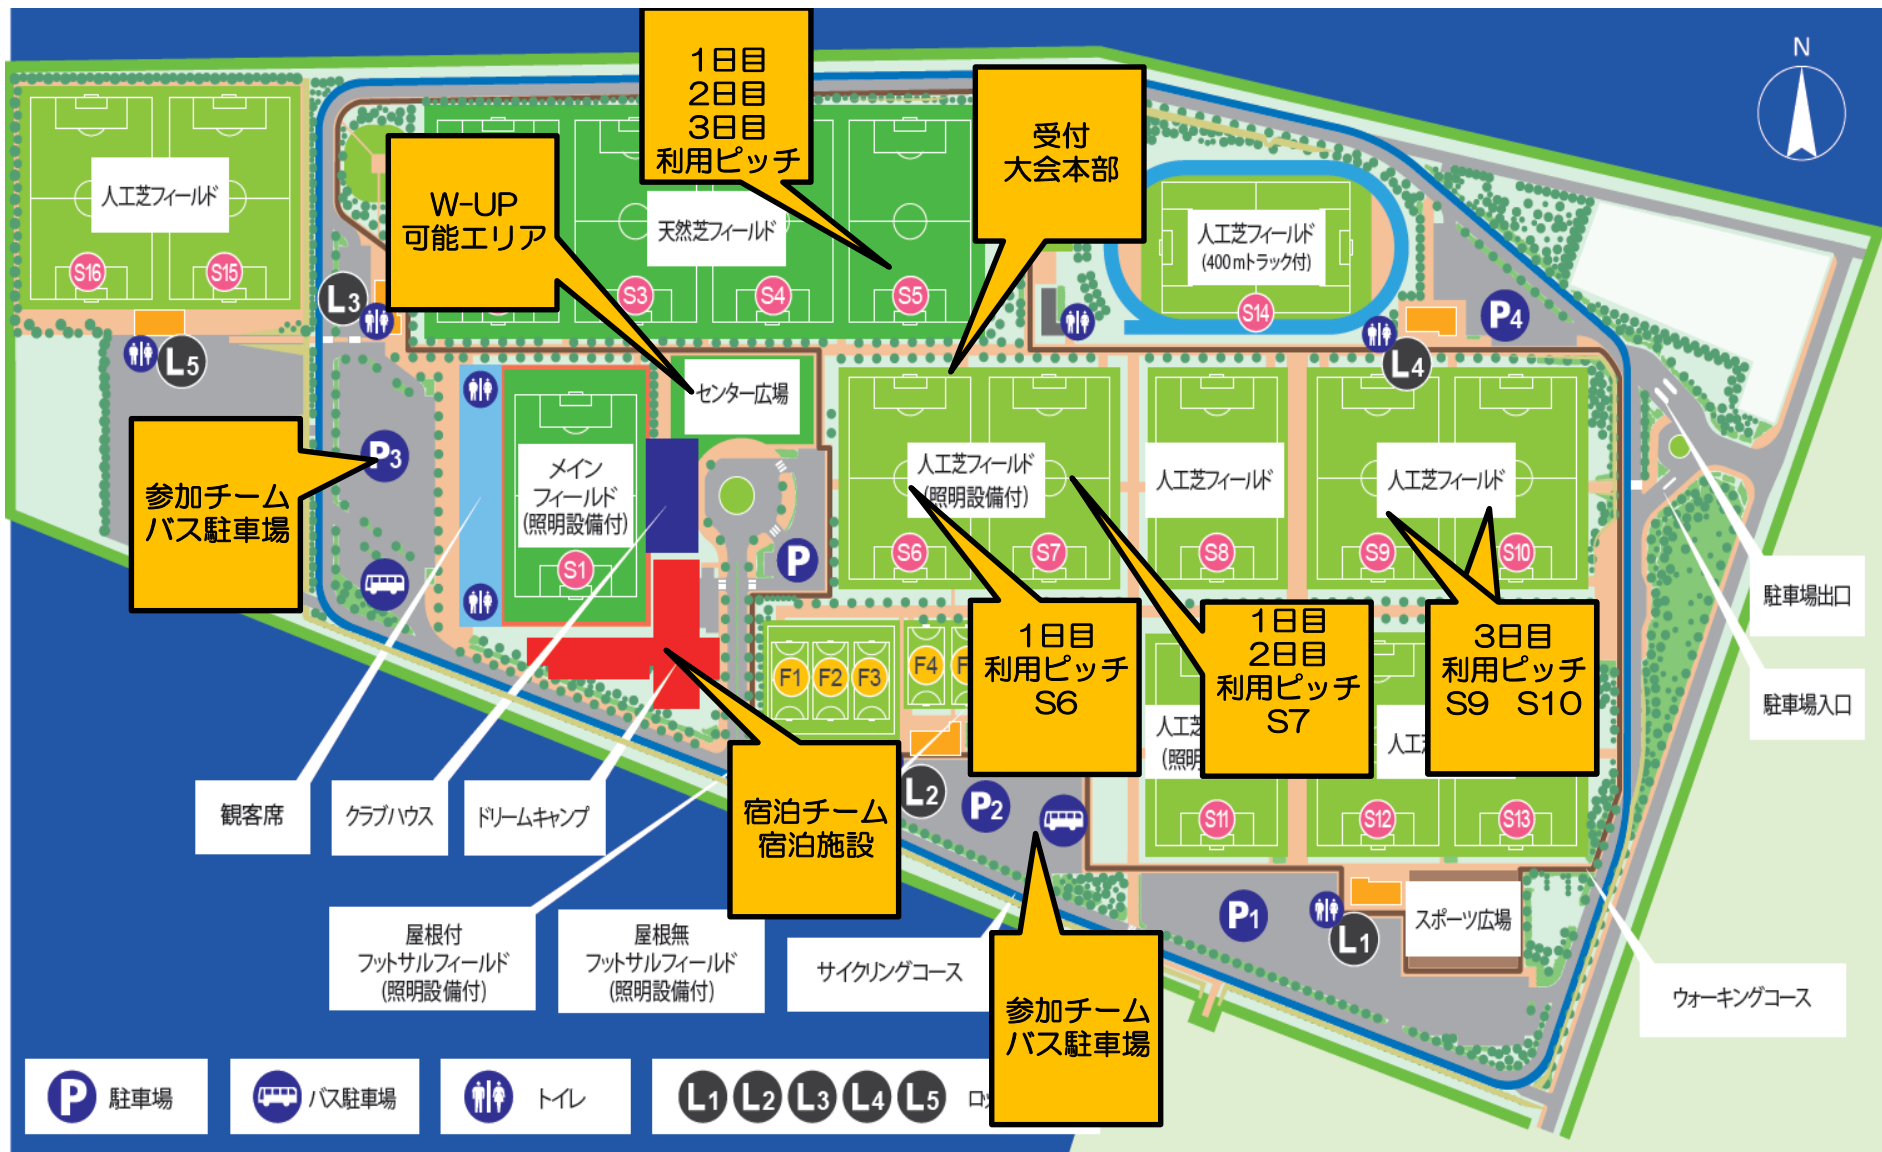 N
1日目
2日目
3日目
利用ピッチ
受付
大会本部
W-UP
可能エリア
人工芝フィールド
S16
S15
天然芝フィールド
S3
S4
S5
人工芝フィールド
(400mトラック付)
S14
L3
L5
P4
L4
センター広場
P3
参加チーム
バス駐車場
メイン
フィールド
(照明設備付)
S1
P
人工芝フィールド
(照明設備付)
S6
S7
人工芝フィールド
S8
人工芝フィールド
S9
S10
駐車場出口
駐車場入口
F1
F2
F3
F4
F
1日目
利用ピッチ
S6
1日目
2日目
利用ピッチ
S7
3日目
利用ピッチ
S9 S10
人工芝
(照明
人工
S11
S12
S13
観客席
クラブハウス
ドリームキャンプ
宿泊チーム
宿泊施設
L2
P2
P1
L1
スポーツ広場
屋根付
フットサルフィールド
(照明設備付)
屋根無
フットサルフィールド
(照明設備付)
サイクリングコース
参加チーム
バス駐車場
ウォーキングコース
P 駐車場
バス駐車場
トイレ
L1 L2 L3 L4 L5 ロッ